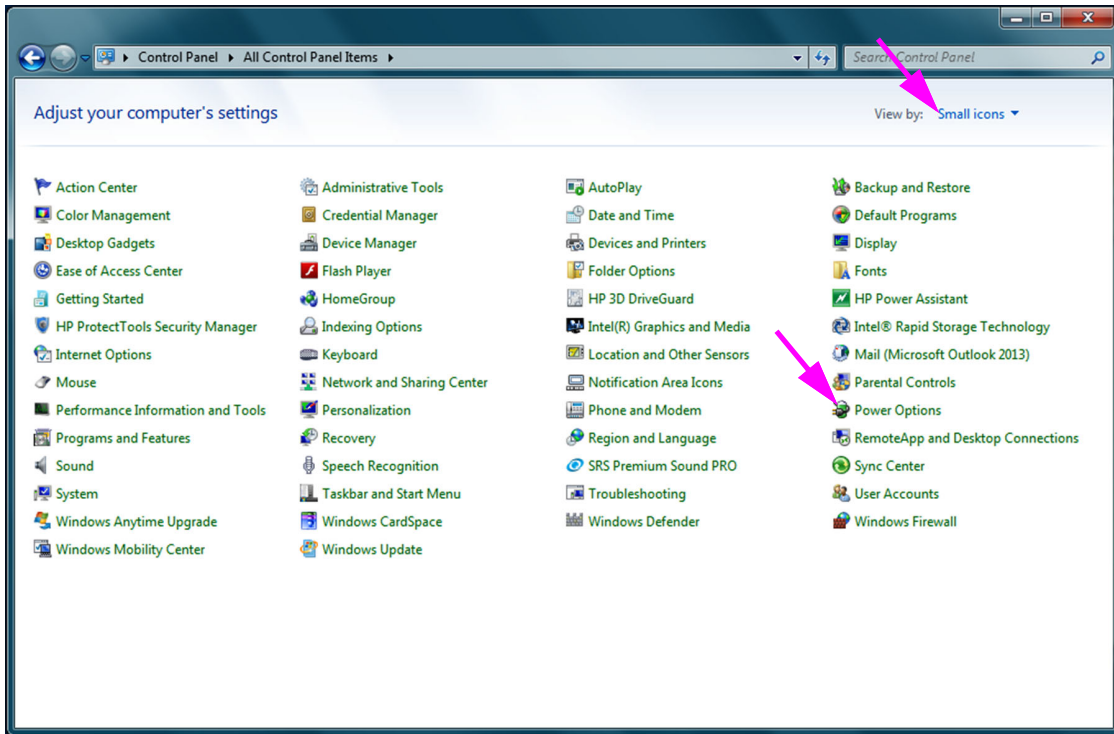 Control Panel All Control Panel Items Search Control Panel
Adjust your computer's settings View by: Small icons
Action Center Administrative Tools AutoPlay Backup and Restore
Color Management Credential Manager Date and Time Default Programs
Desktop Gadgets Device Manager Devices and Printers Display
Ease of Access Center Flash Player Folder Options Fonts
Getting Started HomeGroup HP 3D DriveGuard HP Power Assistant
HP ProtectTools Security Manager Indexing Options Intel(R) Graphics and Media Intel® Rapid Storage Technology
Internet Options Keyboard Location and Other Sensors Mail (Microsoft Outlook 2013)
Mouse Network and Sharing Center Notification Area Icons Parental Controls
Performance Information and Tools Personalization Phone and Modem Power Options
Programs and Features Recovery Region and Language RemoteApp and Desktop Connections
Sound Speech Recognition SRS Premium Sound PRO Sync Center
System Taskbar and Start Menu Troubleshooting User Accounts
Windows Anytime Upgrade Windows CardSpace Windows Defender Windows Firewall
Windows Mobility Center Windows Update